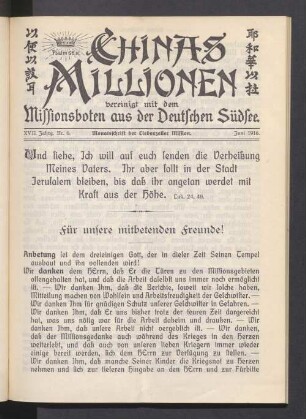 CHINAS
MILLIONEN
vereinigt mit dem
Missionsboten aus der Deutschen Südsee.
Monatsschrift der Liebenzeller Mission.
Und siehe, Ich will auf euch senden die Verheißung
Meines Vaters. Ihr aber sollt in der Stadt
Jerusalem bleiben, bis daß ihr angetan werdet mit
Kraft aus der Höhe. Luk. 24, 49.
Für unsere mitbetenden Freunde!
Anbetung sei dem dreieinigen Gott, der in dieser Zeit Seinen Tempel
ausbaut und ihn vollenden wird!
Wir danken dem HErrn, daß Er die Türen zu den Missionsgebieten
offengehalten hat, und daß die Arbeit daselbst uns immer noch ermöglicht
ist. — Wir danken Ihm, daß die Berichte, soweit wir solche haben,
Mitteilung machen von Wohlsein und Arbeitsfreudigkeit der Geschwister. —
Wir danken Ihm für gnädigen Schutz unserer Geschwister in Gefahren. —
Wir danken Ihm, daß Er uns bisher trotz der teuren Zeit dargereicht
hat, was uns nötig war für die Arbeit daheim und draußen. — Wir
danken Ihm, daß unsere Arbeit nicht vergeblich ist. — Wir danken,
daß der Missionsgedanke auch während des Krieges in den Herzen
weiterlebt, und daß auch von unseren lieben Kriegern immer wieder
einige bereit werden, sich dem HErrn zur Verfügung zu stellen. —
Wir danken Ihm, daß manche Seiner Kinder die Kriegsnot zu Herzen
nehmen und sich zur tieferen Hingabe an den HErrn und zur Fürbitte